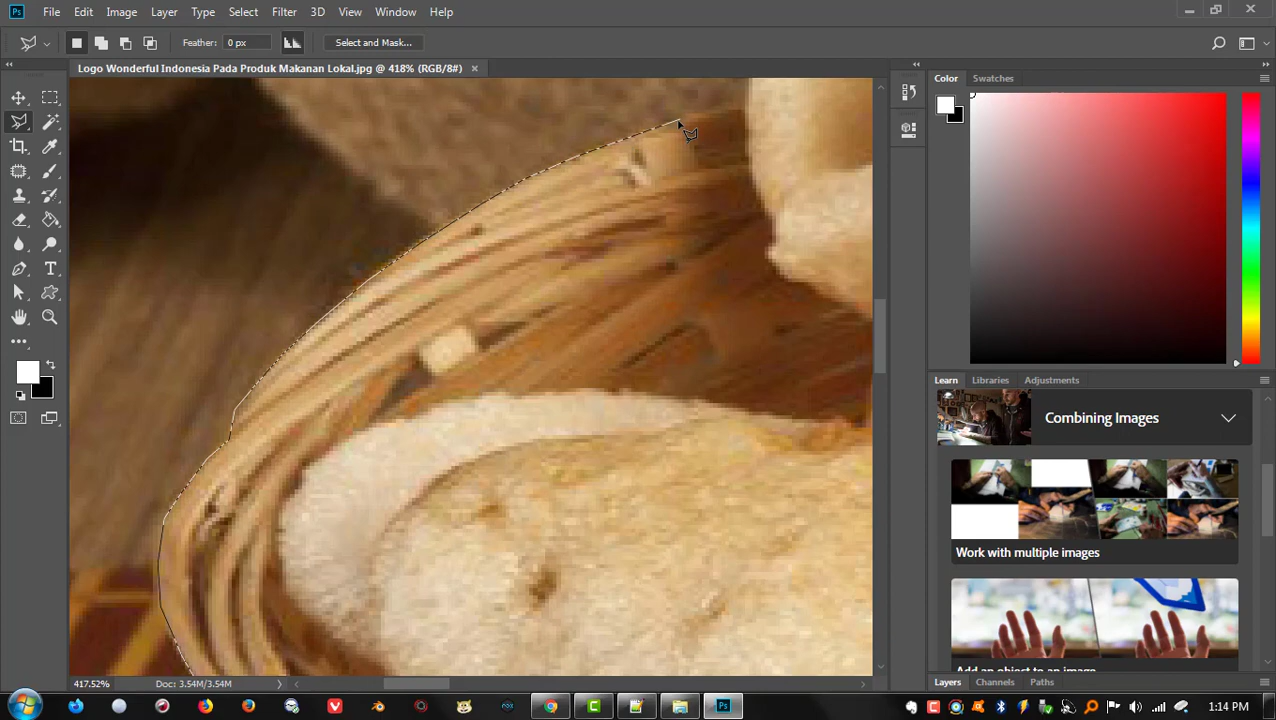 Ps File Edit Image Layer Type Select Filter 3D View Window Help
Feather: 0 px Select and Mask...
Logo Wonderful Indonesia Pada Produk Makanan Lokal.jpg @ 418% (RGB/8#) ×
Color Swatches
Learn Libraries Adjustments
Combining Images
Work with multiple images
Add an object to an image
417.52% Doc: 3.54M/3.54M
Layers Channels Paths
Ps 1:14 PM